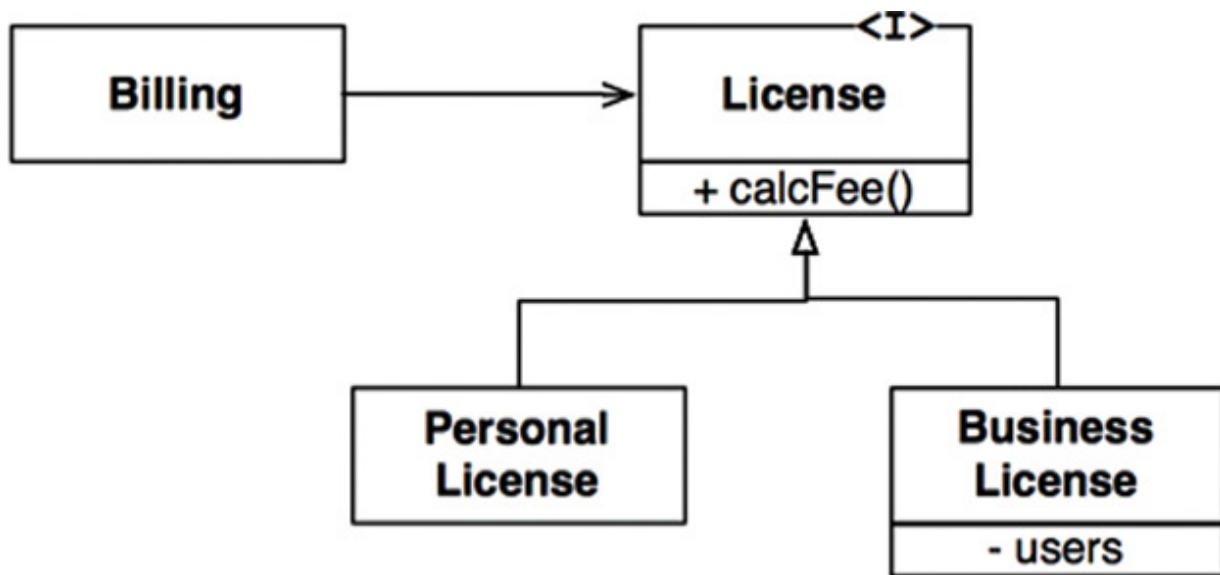 <I>
Billing
License
+ calcFee()
Personal
License
Business
License
- users